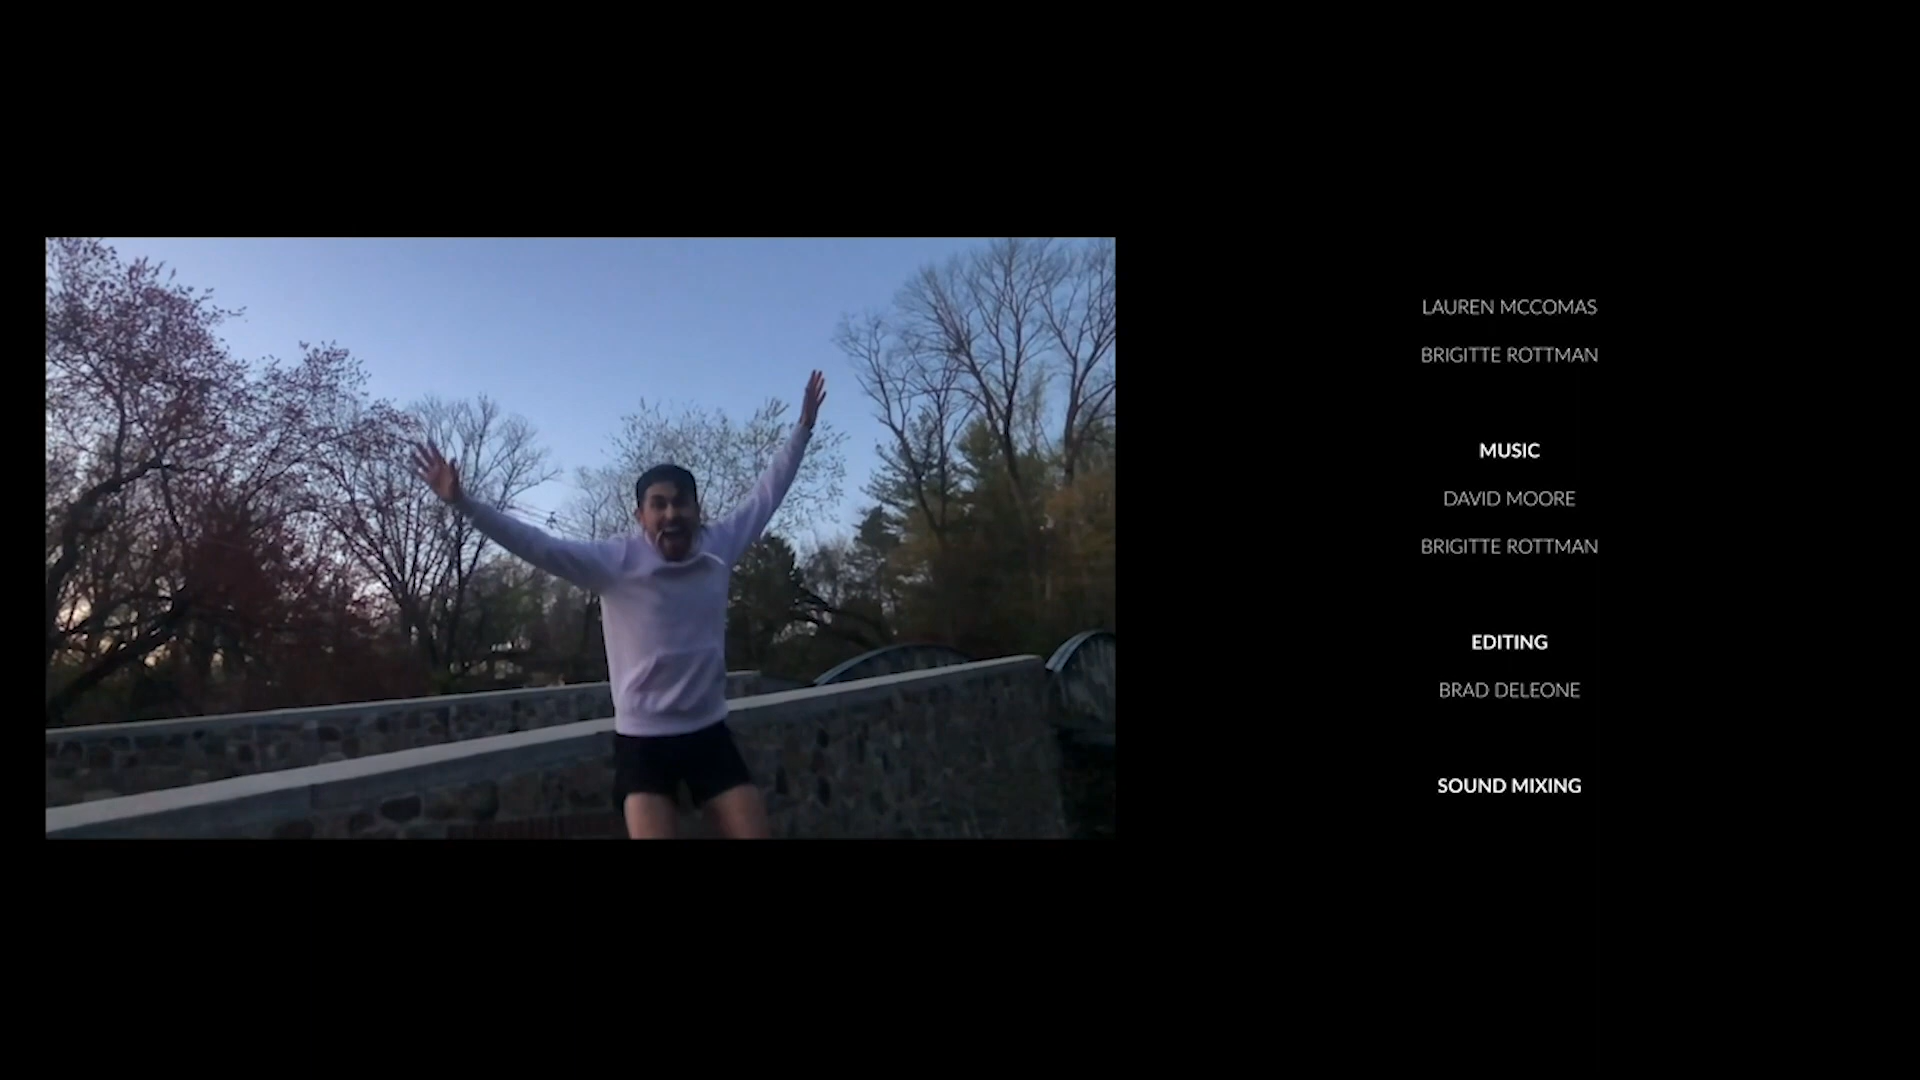 LAUREN MCCOMAS
BRIGITTE ROTTMAN
MUSIC
DAVID MOORE
BRIGITTE ROTTMAN
EDITING
BRAD DELEONE
SOUND MIXING